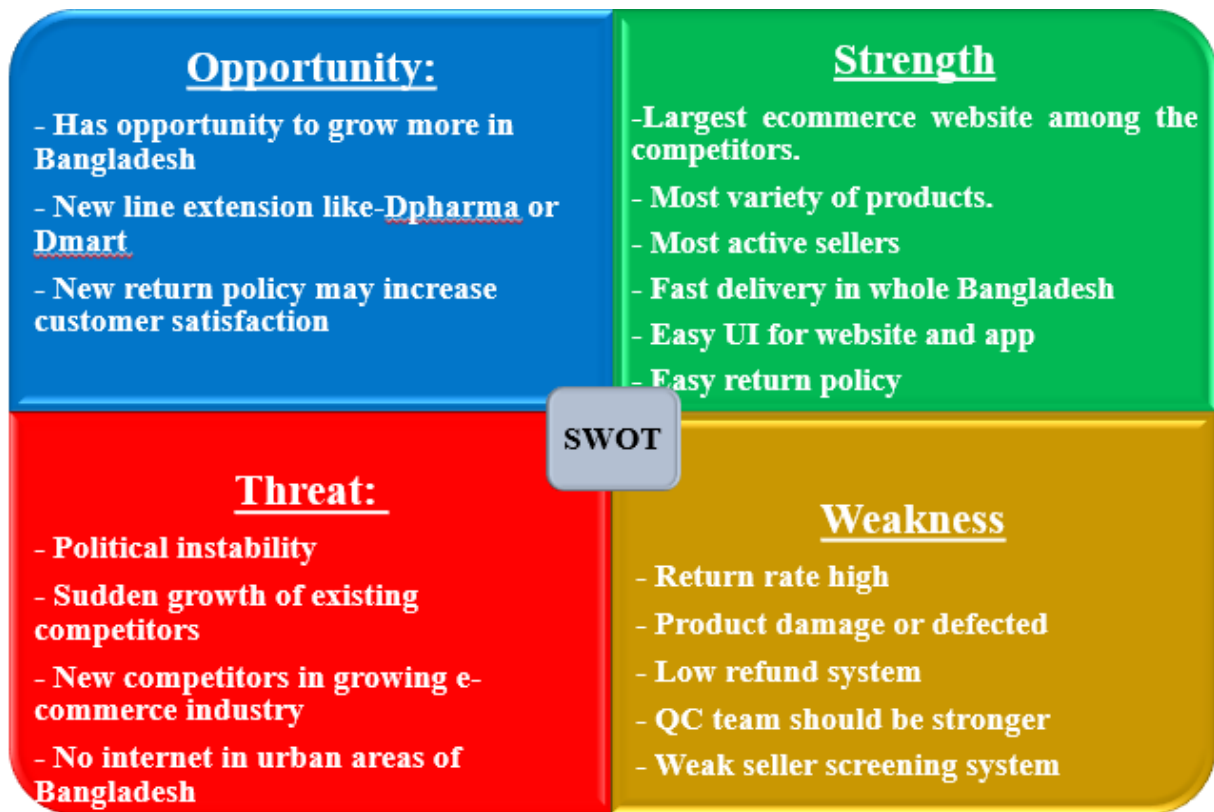 Opportunity:
- Has opportunity to grow more in
Bangladesh
- New line extension like-Dpharma or
Dmart
- New return policy may increase
customer satisfaction
Strength
-Largest ecommerce website among the
competitors.
- Most variety of products.
- Most active sellers
- Fast delivery in whole Bangladesh
- Easy UI for website and app
- Easy return policy
SWOT
Threat:
- Political instability
- Sudden growth of existing
competitors
- New competitors in growing e-
commerce industry
- No internet in urban areas of
Bangladesh
Weakness
- Return rate high
- Product damage or defected
- Low refund system
- QC team should be stronger
- Weak seller screening system